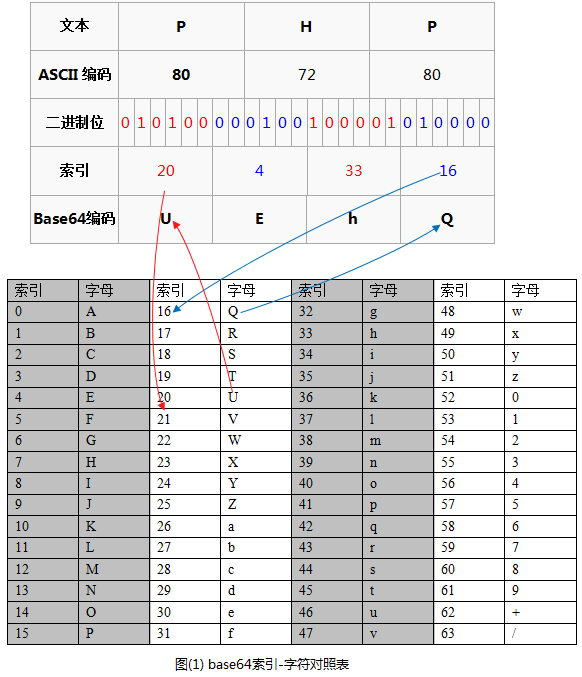 文本 P H P
ASCII 编码 80 72 80
二进制位 0 1 0 1 0 0 0 0 0 1 0 0 1 0 0 0 0 1 0 1 0 0 0 0
索引 20 4 33 16
Base64编码 U E h Q
索引 字母 索引 字母 索引 字母 索引 字母
0 A 16 Q 32 g 48 w
1 B 17 R 33 h 49 x
2 C 18 S 34 i 50 y
3 D 19 T 35 j 51 z
4 E 20 U 36 k 52 0
5 F 21 V 37 l 53 1
6 G 22 W 38 m 54 2
7 H 23 X 39 n 55 3
8 I 24 Y 40 o 56 4
9 J 25 Z 41 p 57 5
10 K 26 a 42 q 58 6
11 L 27 b 43 r 59 7
12 M 28 c 44 s 60 8
13 N 29 d 45 t 61 9
14 O 30 e 46 u 62 +
15 P 31 f 47 v 63 /
图(1) base64索引-字符对照表